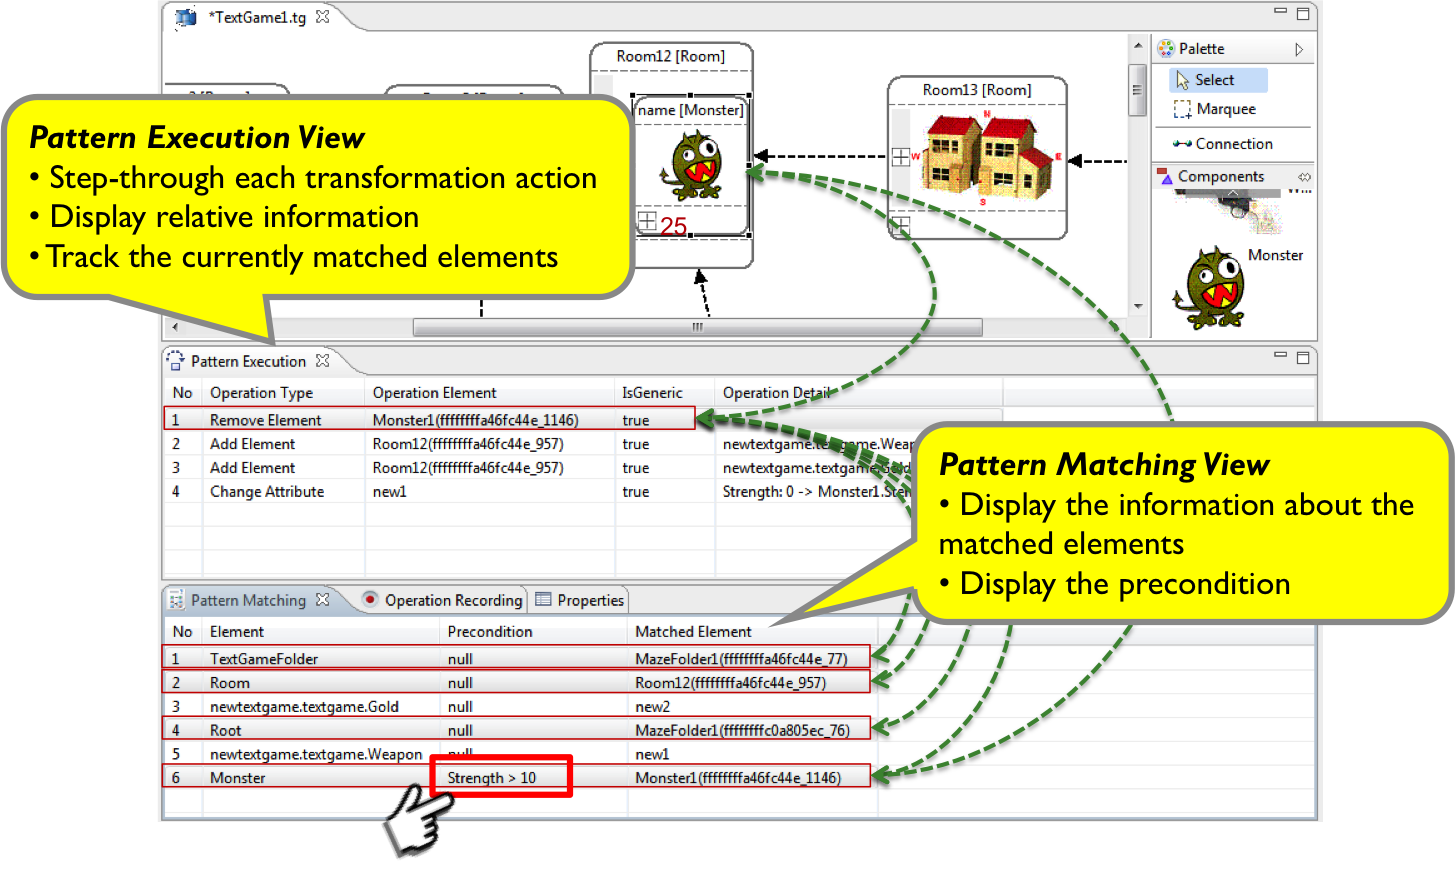 *TextGame1.tg
Room12 [Room]
Palette
Room13 [Room]
Select
name [Monster]
Marquee
N
Pattern Execution View
• Step-through each transformation action
• Display relative information
• Track the currently matched elements
W
E
Connection
Components
S
25
Monster
Pattern Execution
No Operation Type Operation Element IsGeneric Operation Detail
1 Remove Element Monster1(ffffffffa46fc44e_1146) true
2 Add Element Room12(ffffffffa46fc44e_957) true newtextgame.textgame.Weap
3 Add Element Room12(ffffffffa46fc44e_957) true newtextgame.textgame.Gold
4 Change Attribute new1 true Strength: 0 -> Monster1.Stren
Pattern Matching View
• Display the information about the
matched elements
• Display the precondition
Pattern Matching Operation Recording Properties
No Element Precondition Matched Element
1 TextGameFolder null MazeFolder1(ffffffffa46fc44e_77)
2 Room null Room12(ffffffffa46fc44e_957)
3 newtextgame.textgame.Gold null new2
4 Root null MazeFolder1(ffffffffc0a805ec_76)
5 newtextgame.textgame.Weapon null new1
6 Monster Strength > 10 Monster1(ffffffffa46fc44e_1146)